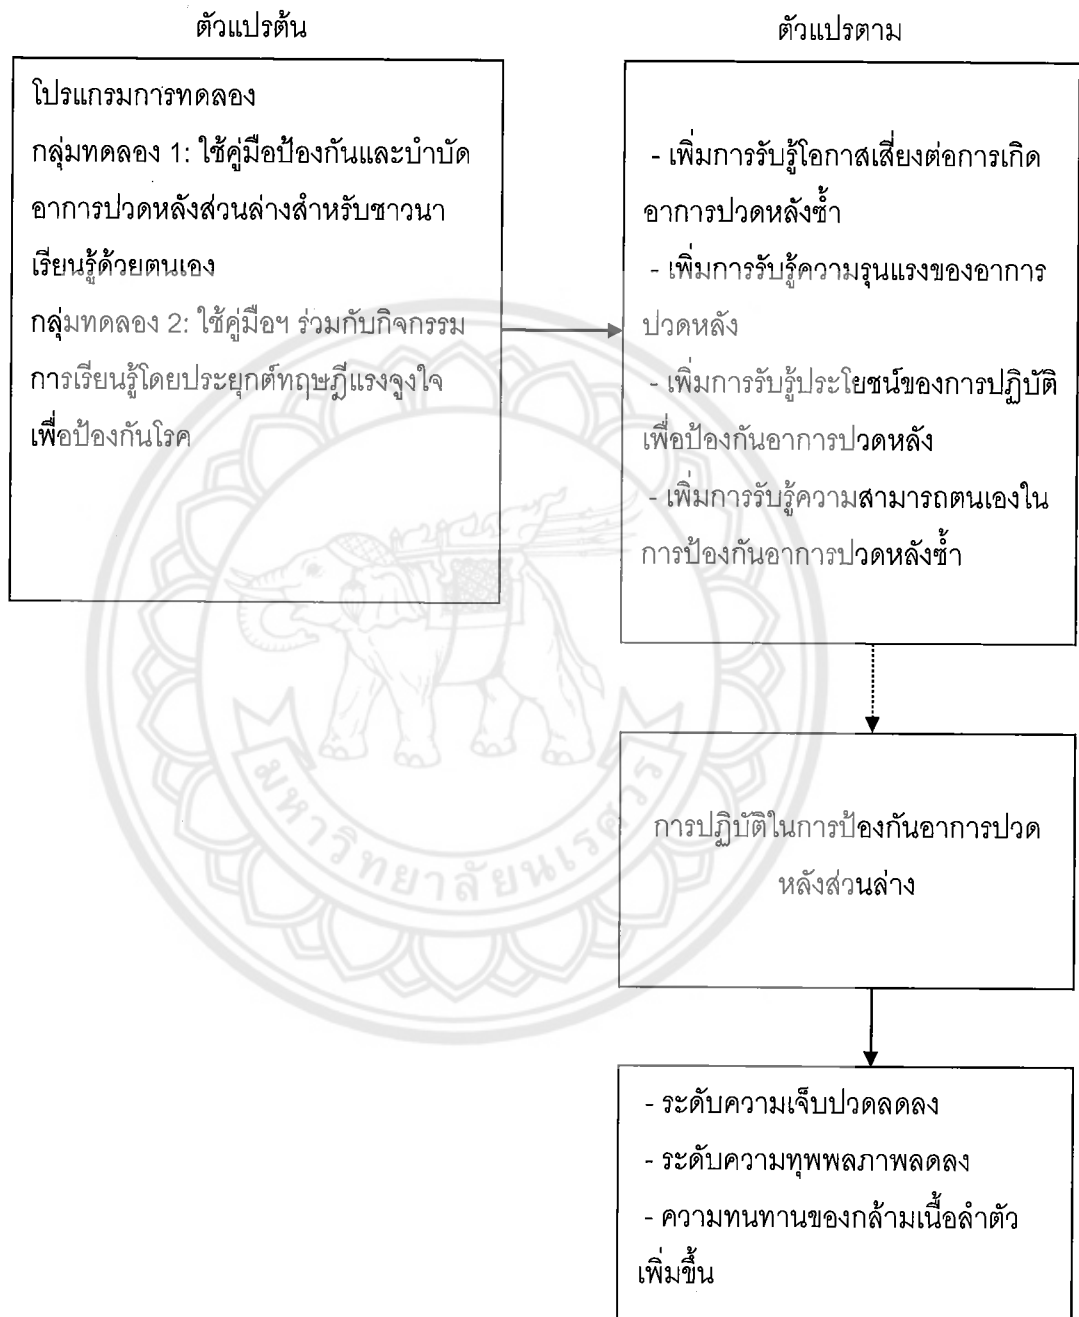 ตัวแปรต้น
โปรแกรมการทดลอง
กลุ่มทดลอง 1: ใช้คู่มือป้องกันและบำบัด
อาการปวดหลังส่วนล่างสำหรับชาวนา
เรียนรู้ด้วยตนเอง
กลุ่มทดลอง 2: ใช้คู่มือฯ ร่วมกับกิจกรรม
การเรียนรู้โดยประยุกต์ทฤษฎีแรงจูงใจ
เพื่อป้องกันโรค
ตัวแปรตาม
- เพิ่มการรับรู้โอกาสเสี่ยงต่อการเกิด
อาการปวดหลังซ้ำ
- เพิ่มการรับรู้ความรุนแรงของอาการ
ปวดหลัง
- เพิ่มการรับรู้ประโยชน์ของการปฏิบัติ
เพื่อป้องกันอาการปวดหลัง
- เพิ่มการรับรู้ความสามารถตนเองใน
การป้องกันอาการปวดหลังซ้ำ
การปฏิบัติในการป้องกันอาการปวด
หลังส่วนล่าง
- ระดับความเจ็บปวดลดลง
- ระดับความทุพพลภาพลดลง
- ความทนทานของกล้ามเนื้อลำตัว
เพิ่มขึ้น
มหาวิทยาลัยนเรศวร